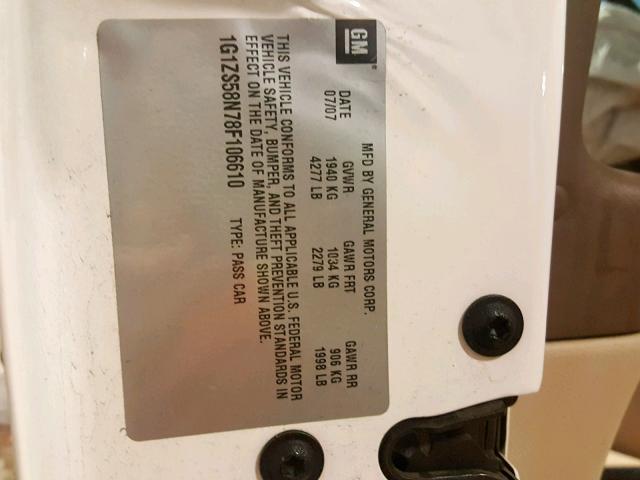 GM
MFD BY GENERAL MOTORS CORP.
DATE GVWR GAWR FRT GAWR RR
07/07 1940 KG 1034 KG 906 KG
4277 LB 2279 LB 1998 LB
THIS VEHICLE CONFORMS TO ALL APPLICABLE U.S. FEDERAL MOTOR
VEHICLE SAFETY, BUMPER, AND THEFT PREVENTION STANDARDS IN
EFFECT ON THE DATE OF MANUFACTURE SHOWN ABOVE.
1G1ZS58N78F106610 TYPE: PASS CAR